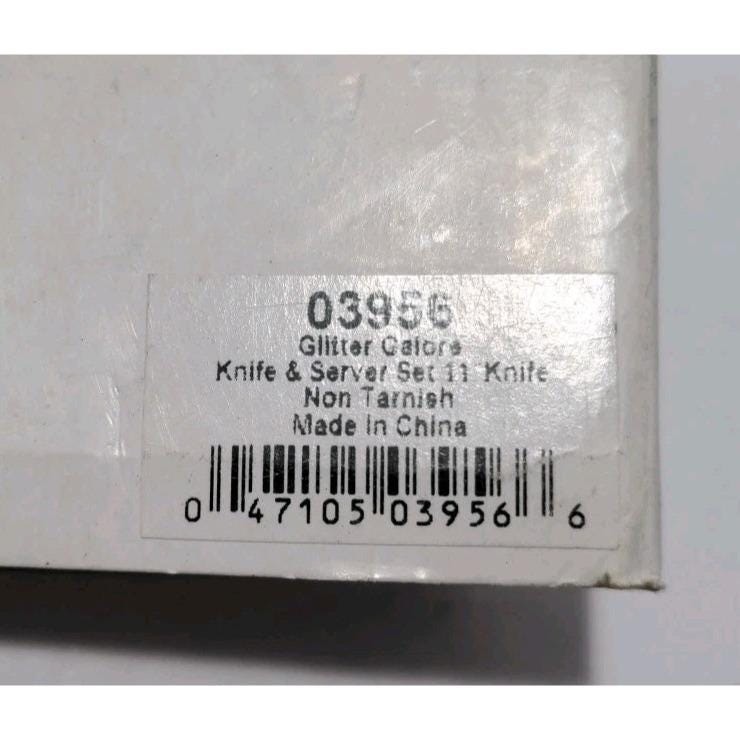 03956
Glitter Galore
Knife & Server Set 11" Knife
Non Tarnish
Made In China
0 47105 03956 6